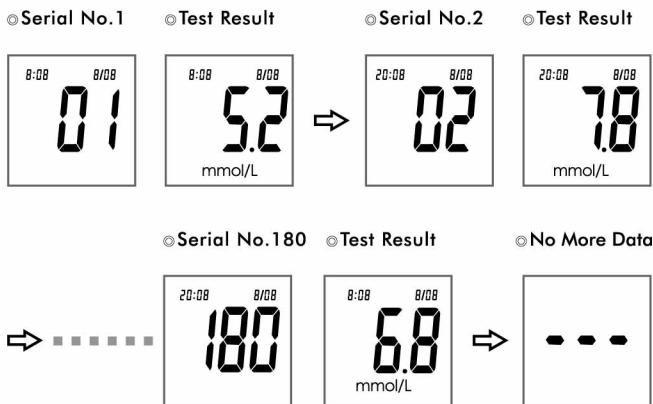 ◎Serial No.1 ◎Test Result ◎Serial No.2 ◎Test Result
8:08 8/08 8:08 8/08 20:08 8/08 20:08 8/08
01 5.2 02 7.8
mmol/L mmol/L
◎Serial No.180 ◎Test Result ◎No More Data
20:08 8/08 8:08 8/08
180 6.8 ---
mmol/L